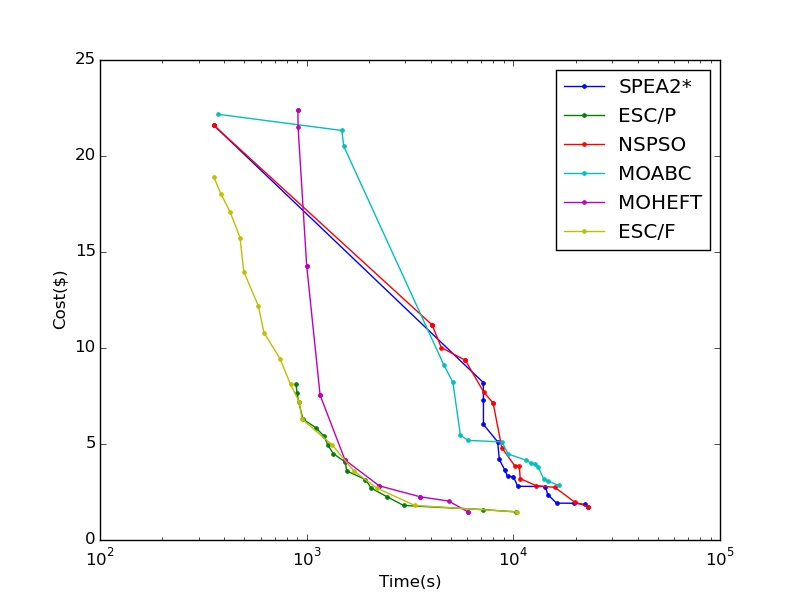 25
20
15
10
5
0
Cost($)
10²
10³
10⁴
10⁵
Time(s)
SPEA2*
ESC/P
NSPSO
MOABC
MOHEFT
ESC/F